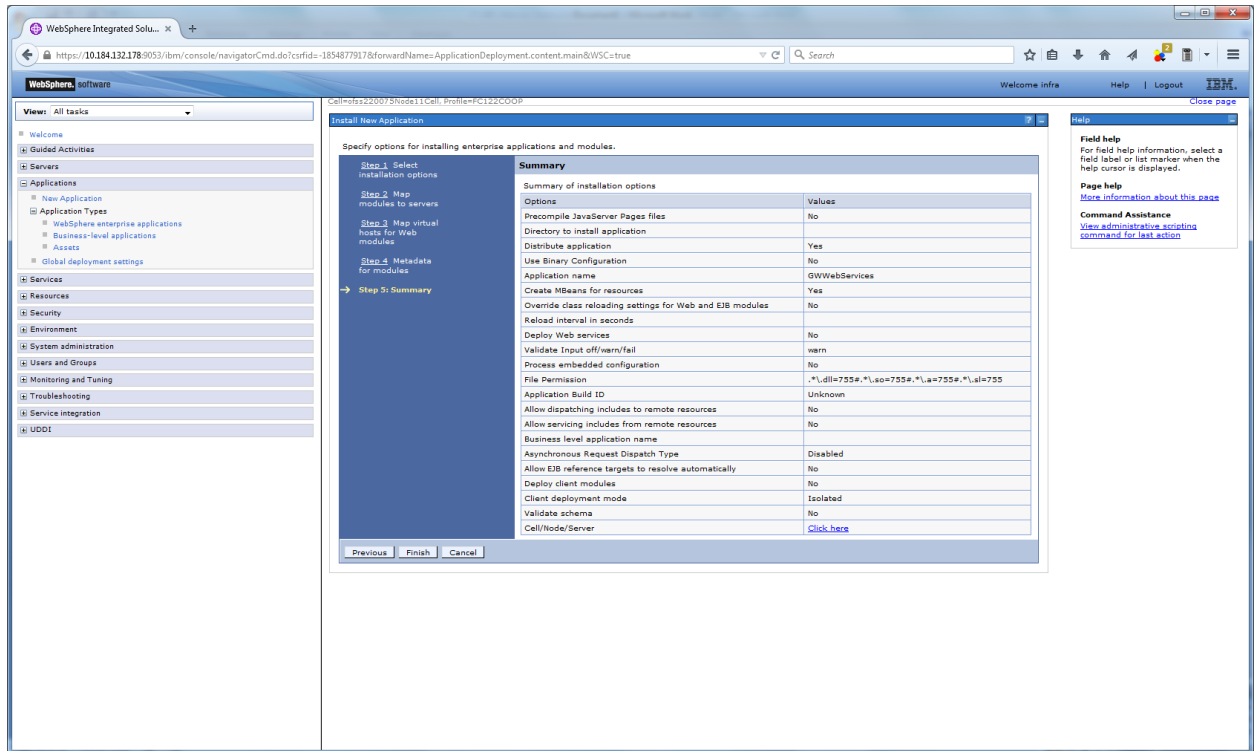 WebSphere Integrated Solu...
https://10.184.132.178:9053/ibm/console/navigatorCmd.do?csrfid=-1854877917&forwardName=ApplicationDeployment.content.main&WSC=true
Search
2
WebSphere. software
Welcome infra
Help | Logout
IBM.
View: All tasks
Cell=ofss220075Node11Cell, Profile=FC122COOP
Close page
Welcome
Guided Activities
Servers
Applications
New Application
Application Types
WebSphere enterprise applications
Business-level applications
Assets
Global deployment settings
Services
Resources
Security
Environment
System administration
Users and Groups
Monitoring and Tuning
Troubleshooting
Service integration
UDDI
Install New Application
Specify options for installing enterprise applications and modules.
Step 1 Select
installation options
Step 2 Map
modules to servers
Step 3 Map virtual
hosts for Web
modules
Step 4 Metadata
for modules
Step 5: Summary
Summary
Summary of installation options
Options Values
Precompile JavaServer Pages files No
Directory to install application
Distribute application Yes
Use Binary Configuration No
Application name GWWebServices
Create MBeans for resources Yes
Override class reloading settings for Web and EJB modules No
Reload interval in seconds
Deploy Web services No
Validate Input off/warn/fail warn
Process embedded configuration No
File Permission .*\.dll=755#.*\.so=755#.*\.a=755#.*\.sl=755
Application Build ID Unknown
Allow dispatching includes to remote resources No
Allow servicing includes from remote resources No
Business level application name
Asynchronous Request Dispatch Type Disabled
Allow EJB reference targets to resolve automatically No
Deploy client modules No
Client deployment mode Isolated
Validate schema No
Cell/Node/Server Click here
Previous Finish Cancel
Help
Field help
For field help information, select a
field label or list marker when the
help cursor is displayed.
Page help
More information about this page
Command Assistance
View administrative scripting
command for last action